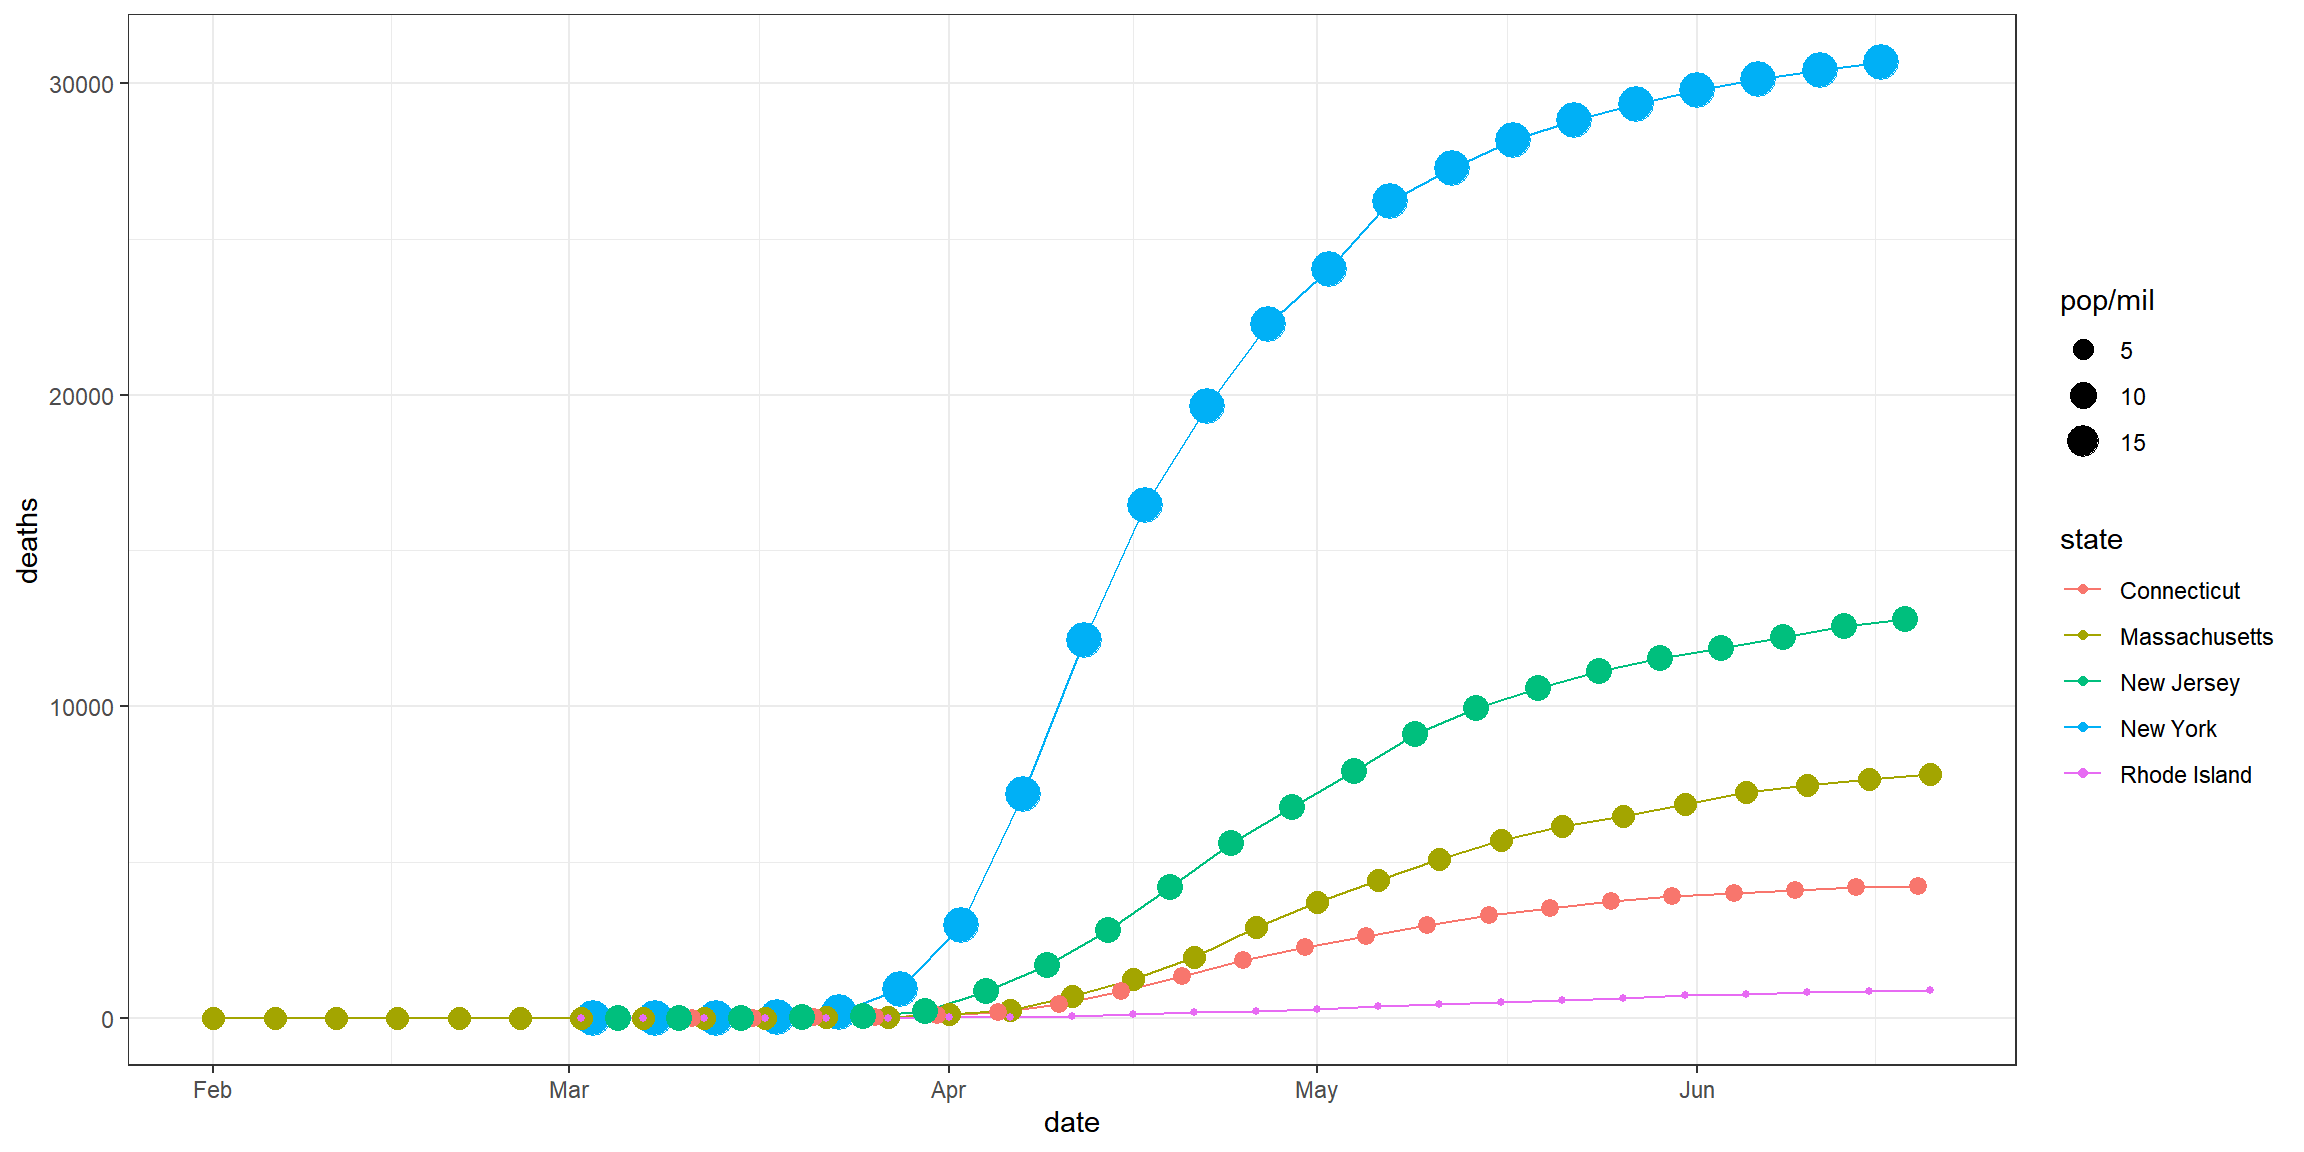 30000
20000
10000
0
deaths
Feb
Mar
Apr
May
Jun
date
pop/mil
5
10
15
state
Connecticut
Massachusetts
New Jersey
New York
Rhode Island